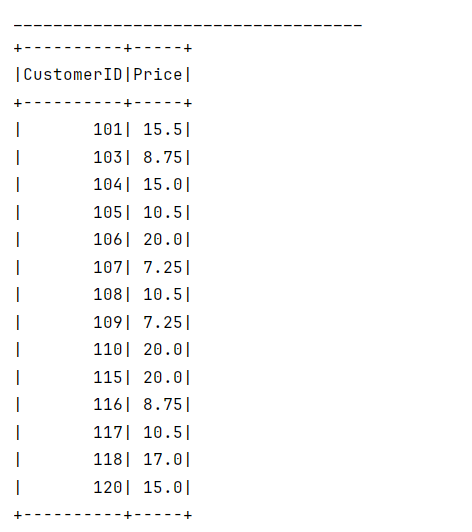 -----------------------------------
+----------+-----+
|CustomerID|Price|
+----------+-----+
|       101| 15.5|
|       103| 8.75|
|       104| 15.0|
|       105| 10.5|
|       106| 20.0|
|       107| 7.25|
|       108| 10.5|
|       109| 7.25|
|       110| 20.0|
|       115| 20.0|
|       116| 8.75|
|       117| 10.5|
|       118| 17.0|
|       120| 15.0|
+----------+-----+